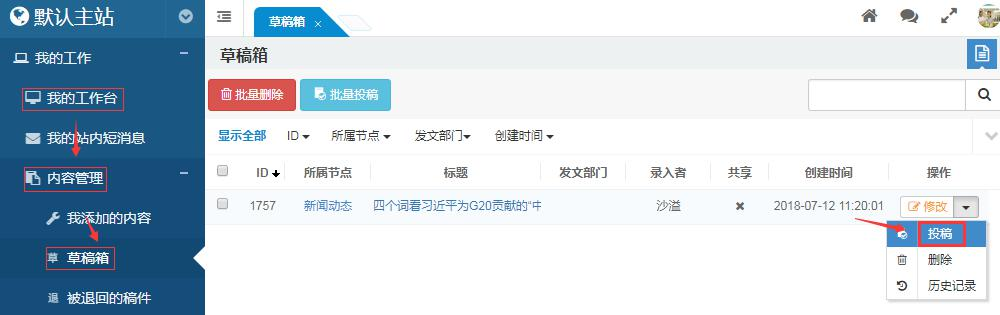 默认主站
我的工作
我的工作台
我的站内短消息
内容管理
我添加的内容
草 草稿箱
退 被退回的稿件
草稿箱 ×
草稿箱
批量删除 批量投稿
显示全部 ID 所属节点 发文部门 创建时间
ID 所属节点 标题 发文部门 录入者 共享 创建时间 操作
1757 新闻动态 四个词看习近平为G20贡献的“中 沙溢 2018-07-12 11:20:01 修改
投稿
删除
历史记录